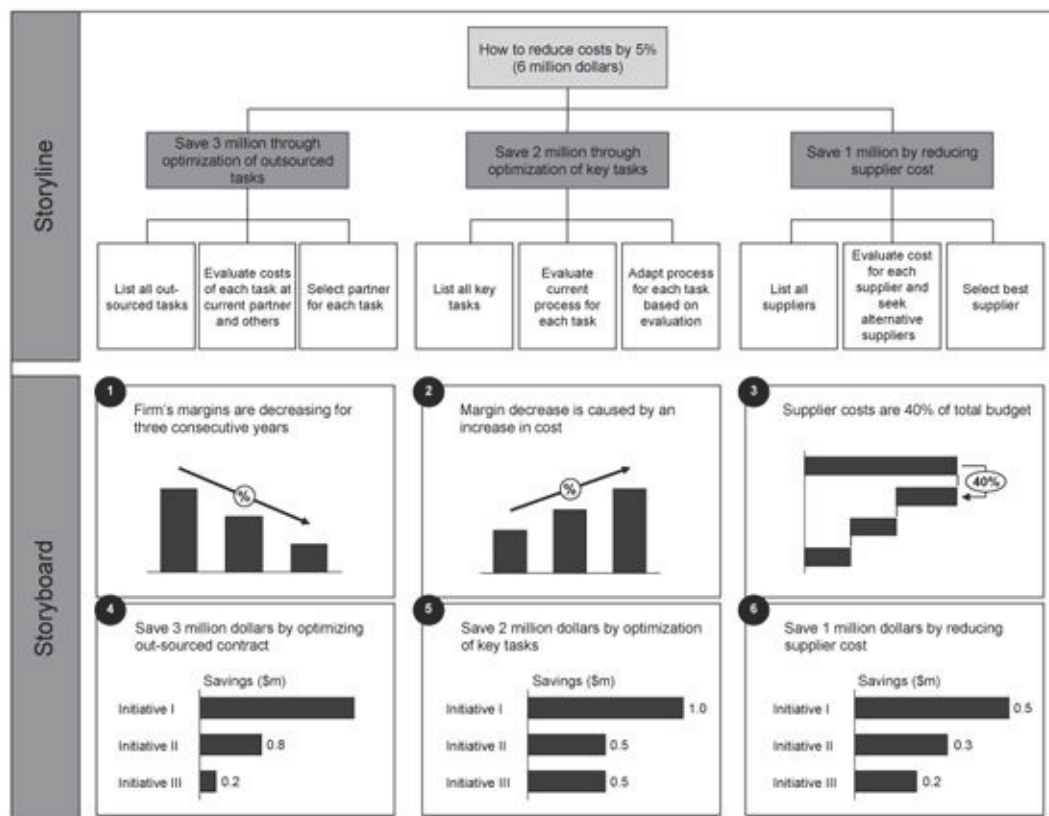 Storyline
How to reduce costs by 5%
(6 million dollars)
Save 3 million through
optimization of outsourced
tasks
Save 2 million through
optimization of key tasks
Save 1 million by reducing
supplier cost
List all out-
sourced tasks
Evaluate costs
of each task at
current partner
and others
Select partner
for each task
List all key
tasks
Evaluate
current
process for
each task
Adapt process
for each task
based on
evaluation
List all
suppliers
Evaluate cost
for each
supplier and
seek
alternative
suppliers
Select best
supplier
Storyboard
1
Firm's margins are decreasing for
three consecutive years
%
2
Margin decrease is caused by an
increase in cost
%
3
Supplier costs are 40% of total budget
40%
4
Save 3 million dollars by optimizing
out-sourced contract
Savings ($m)
Initiative I
Initiative II 0.8
Initiative III 0.2
5
Save 2 million dollars by optimization
of key tasks
Savings ($m)
Initiative I 1.0
Initiative II 0.5
Initiative III 0.5
6
Save 1 million dollars by reducing
supplier cost
Savings ($m)
Initiative I 0.5
Initiative II 0.3
Initiative III 0.2